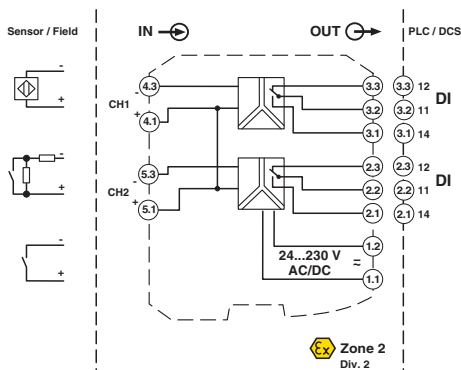 Sensor / Field
IN
OUT
PLC / DCS
-
+
4.3
-
CH1
+
4.1
3.3
3.3
12
3.2
3.2
11
DI
3.1
3.1
14
-
+
5.3
-
CH2
+
5.1
2.3
2.3
12
2.2
2.2
11
DI
2.1
2.1
14
-
+
24...230 V
AC/DC
≂
1.2
1.1
Ex
Zone 2
Div. 2